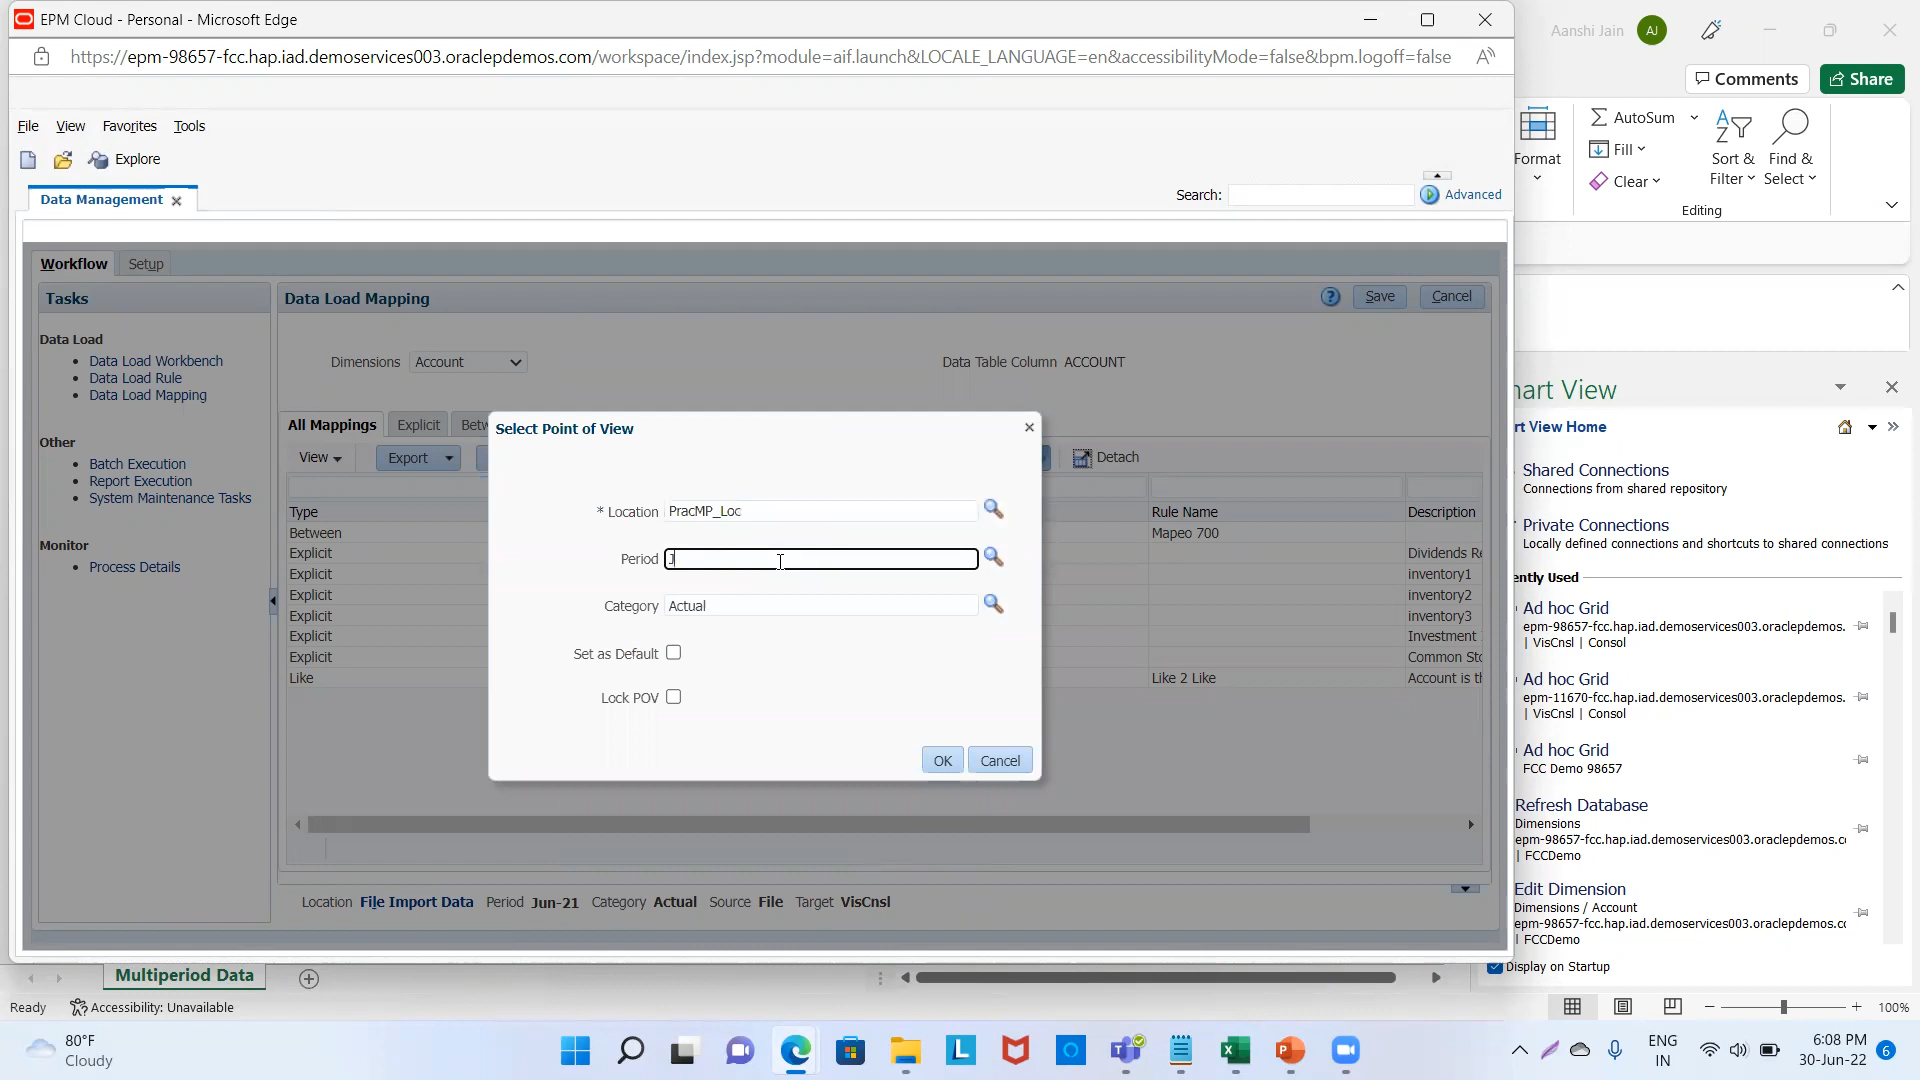 EPM Cloud - Personal - Microsoft Edge
https://epm-98657-fcc.hap.iad.demoservices003.oraclepdemos.com/workspace/index.jsp?module=aif.launch&LOCALE_LANGUAGE=en&accessibilityMode=false&bpm.logoff=false
File View Favorites Tools
Explore
Data Management
Search: Advanced
Workflow Setup
Tasks
Data Load
Data Load Workbench
Data Load Rule
Data Load Mapping
Other
Batch Execution
Report Execution
System Maintenance Tasks
Monitor
Process Details
Data Load Mapping
Save Cancel
Dimensions Account
Data Table Column ACCOUNT
All Mappings Explicit Betw
View Export Detach
Type Rule Name Description
Between Mapeo 700
Explicit Dividends Re
Explicit inventory1
Explicit inventory2
Explicit inventory3
Explicit Investment
Explicit Common Sto
Like Like 2 Like Account is t
Select Point of View
* Location PracMP_Loc
Period J
Category Actual
Set as Default
Lock POV
OK Cancel
Location File Import Data Period Jun-21 Category Actual Source File Target VisCnsl
Aanshi Jain AJ
Comments Share
Format
AutoSum
Fill
Clear
Sort & Filter
Find & Select
Editing
art View
rt View Home
Shared Connections
Connections from shared repository
Private Connections
Locally defined connections and shortcuts to shared connections
ently Used
Ad hoc Grid
epm-98657-fcc.hap.iad.demoservices003.oraclepdemos.
| VisCnsl | Consol
Ad hoc Grid
epm-11670-fcc.hap.iad.demoservices003.oraclepdemos.
| VisCnsl | Consol
Ad hoc Grid
FCC Demo 98657
Refresh Database
Dimensions
epm-98657-fcc.hap.iad.demoservices003.oraclepdemos.co
| FCCDemo
Edit Dimension
Dimensions / Account
epm-98657-fcc.hap.iad.demoservices003.oraclepdemos.co
| FCCDemo
Display on Startup
Multiperiod Data
Ready Accessibility: Unavailable
100%
80°F
Cloudy
ENG
IN
6:08 PM
30-Jun-22
6